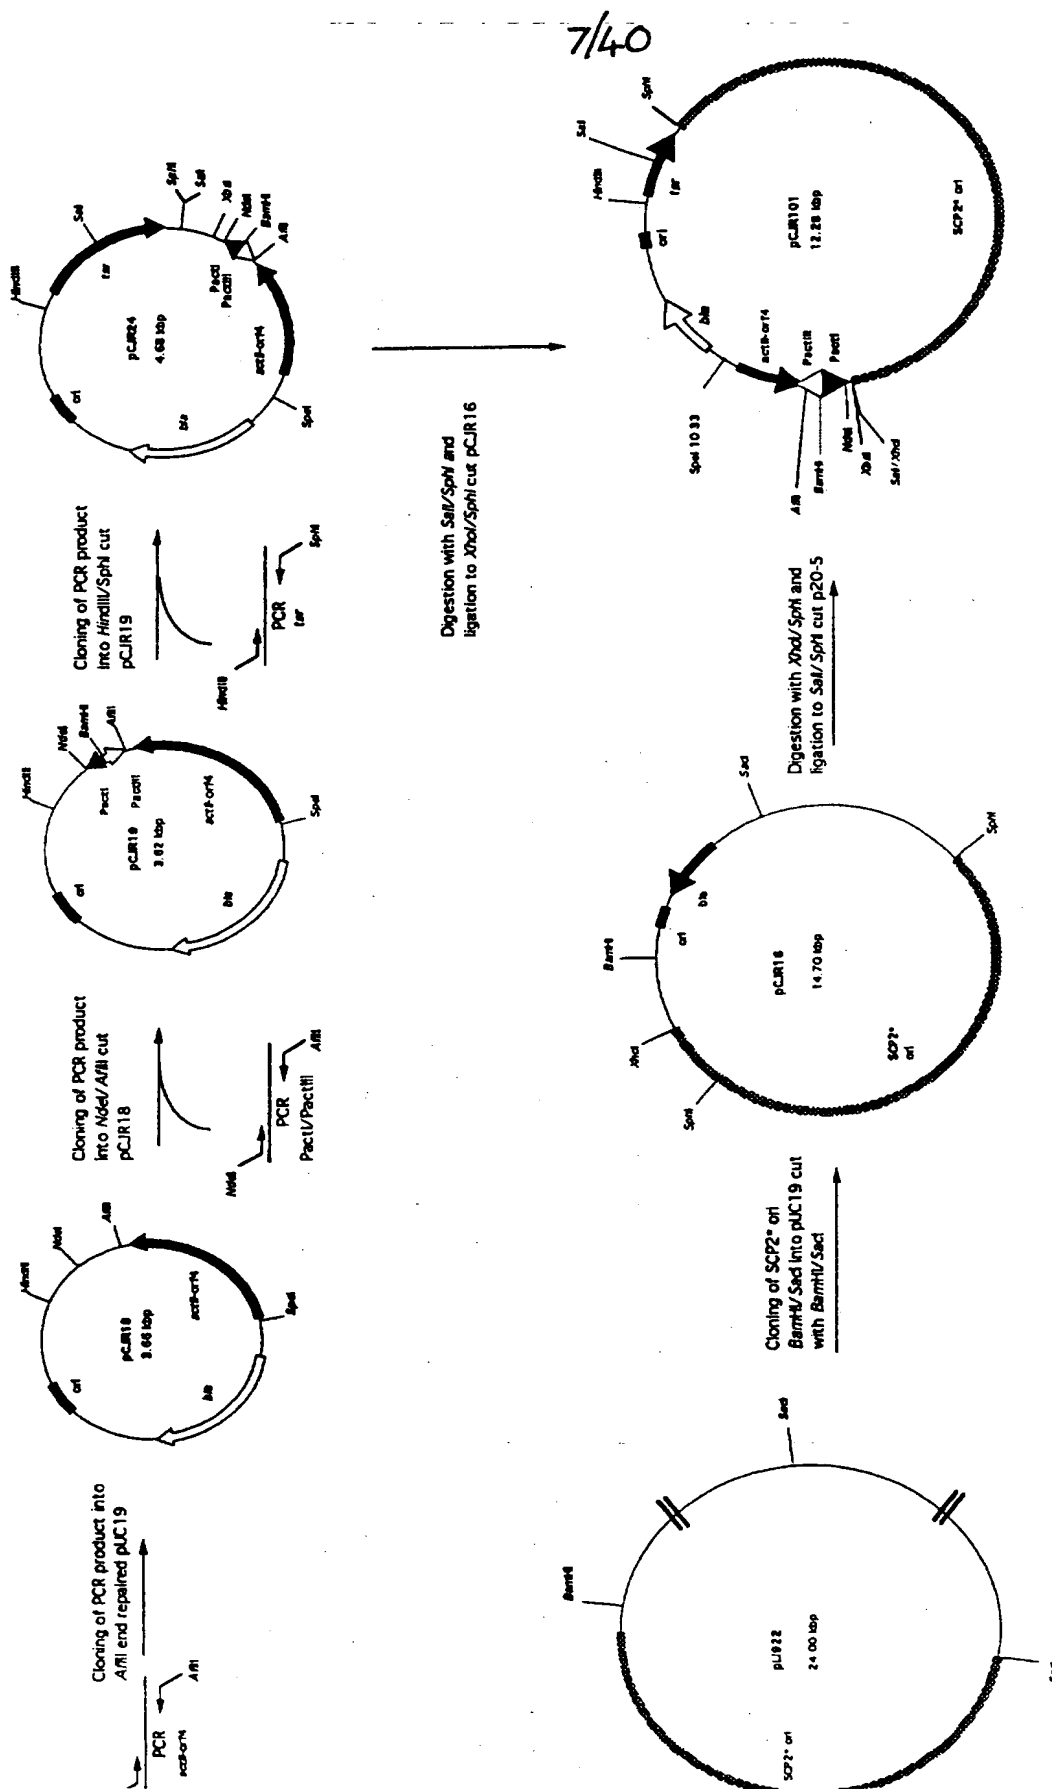 7/40
PCR
actII-orf4
AflII
Cloning of PCR product into
AflII end repaired pUC19
HindIII
NdeI
AflII
actII-orf4
SpeI
bla
ori
pCJR18
3.66 kbp
Cloning of PCR product
into NdeI/AflII cut
pCJR18
NdeI
PCR
PactI/PactIII
AflII
HindIII
NdeI
BamHI
AflII
PactI
PactIII
actII-orf4
SpeI
bla
ori
pCJR19
3.82 kbp
Cloning of PCR product
into HindIII/SphI cut
pCJR19
HindIII
PCR
tsr
SphI
HindIII
SalI
tsr
SphI
SalI
XbaI
NdeI
BamHI
AflII
PactI
PactIII
actII-orf4
SpeI
bla
ori
pCJR24
4.68 kbp
Digestion with SalI/SphI and
ligation to XhoI/SphI cut pCJR16
BamHI
SacI
pIJ922
24.00 kbp
SCP2* ori
Cloning of SCP2* ori
BamHI/SacI into pUC19 cut
with BamHI/SacI
BamHI
XhoI
SphI
ori
bla
SacI
SphI
pCJR16
14.70 kbp
SCP2*
ori
Digestion with XhoI/SphI and
ligation to SalI/SphI cut p20-5
HindIII
SalI
SphI
tsr
ori
bla
SpeI 10.33
actII-orf4
PactIII
PactI
AflII
BamHI
NdeI
XbaI
SalI/XhoI
pCJR101
12.28 kbp
SCP2* ori